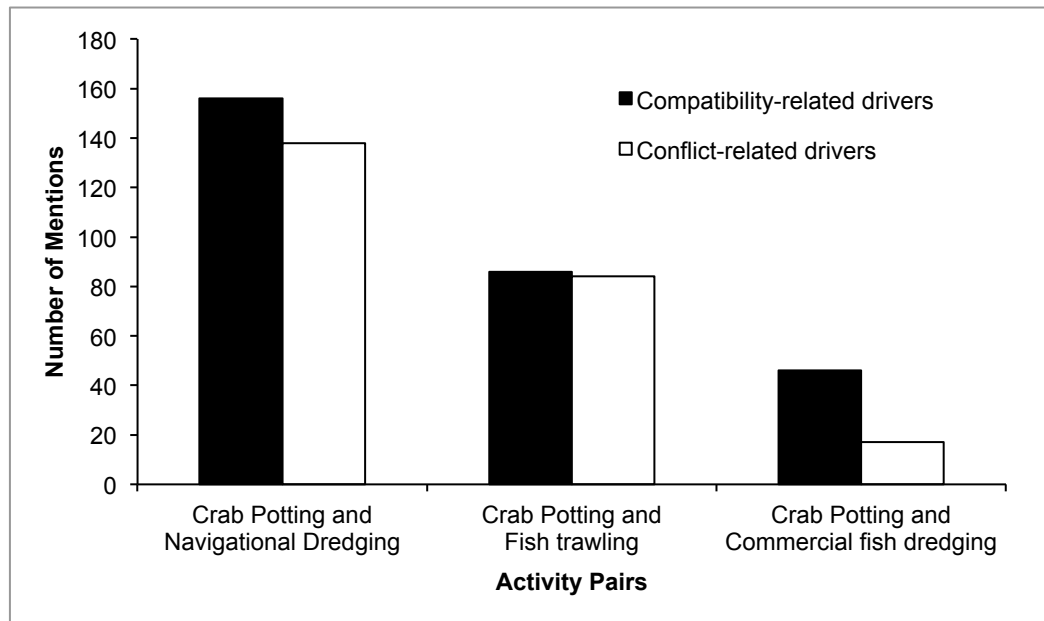 180
160
140
120
100
80
60
40
20
0
Number of Mentions
Compatibility-related drivers
Conflict-related drivers
Crab Potting and
Navigational Dredging
Crab Potting and
Fish trawling
Crab Potting and
Commercial fish dredging
Activity Pairs